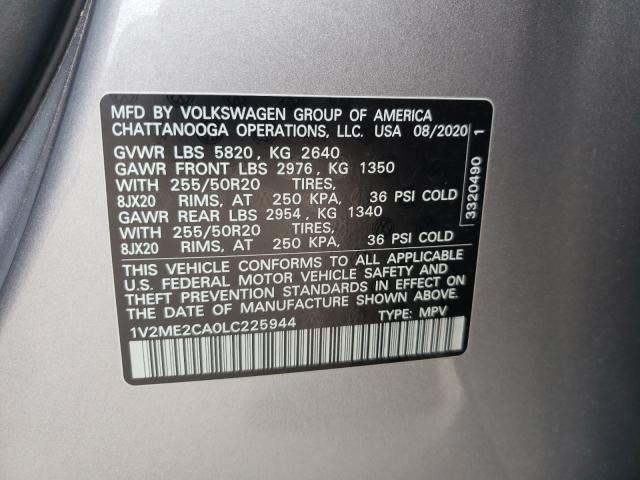 MFD BY VOLKSWAGEN GROUP OF AMERICA
CHATTANOOGA OPERATIONS, LLC. USA 08/2020
GVWR LBS 5820, KG 2640
GAWR FRONT LBS 2976, KG 1350
WITH 255/50R20 TIRES,
8JX20 RIMS, AT 250 KPA, 36 PSI COLD
GAWR REAR LBS 2954, KG 1340
WITH 255/50R20 TIRES,
8JX20 RIMS, AT 250 KPA, 36 PSI COLD
THIS VEHICLE CONFORMS TO ALL APPLICABLE
U.S. FEDERAL MOTOR VEHICLE SAFETY AND
THEFT PREVENTION STANDARDS IN EFFECT ON
THE DATE OF MANUFACTURE SHOWN ABOVE.
1V2ME2CA0LC225944 TYPE: MPV
3320490 1